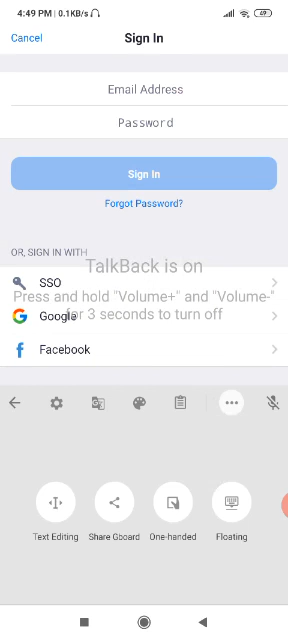 4:49 PM | 0.1KB/s
49
Cancel
Sign In
Email Address
Password
Sign In
Forgot Password?
OR, SIGN IN WITH
TalkBack is on
SSO
Press and hold "Volume+" and "Volume-"
Google
for 3 seconds to turn off
Facebook
Text Editing
Share Gboard
One-handed
Floating